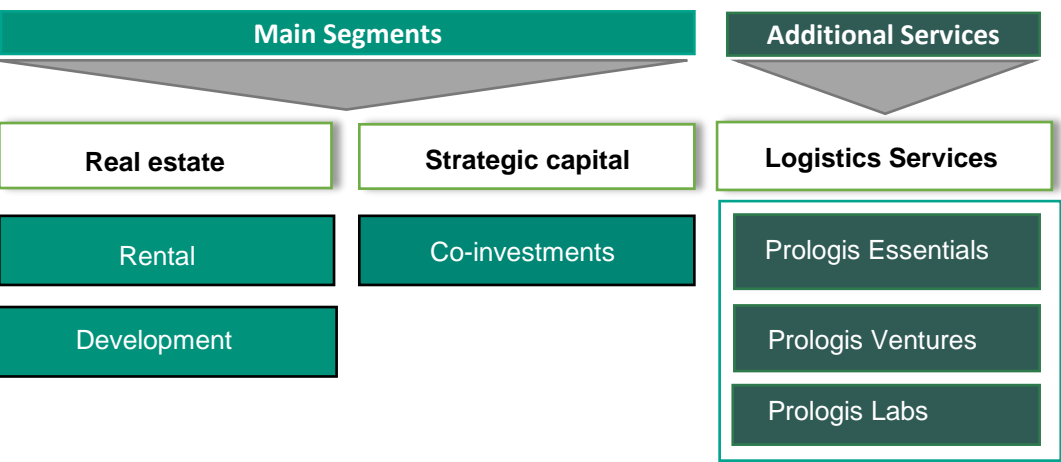 Main Segments
Additional Services
Real estate
Strategic capital
Logistics Services
Rental
Co-investments
Prologis Essentials
Development
Prologis Ventures
Prologis Labs